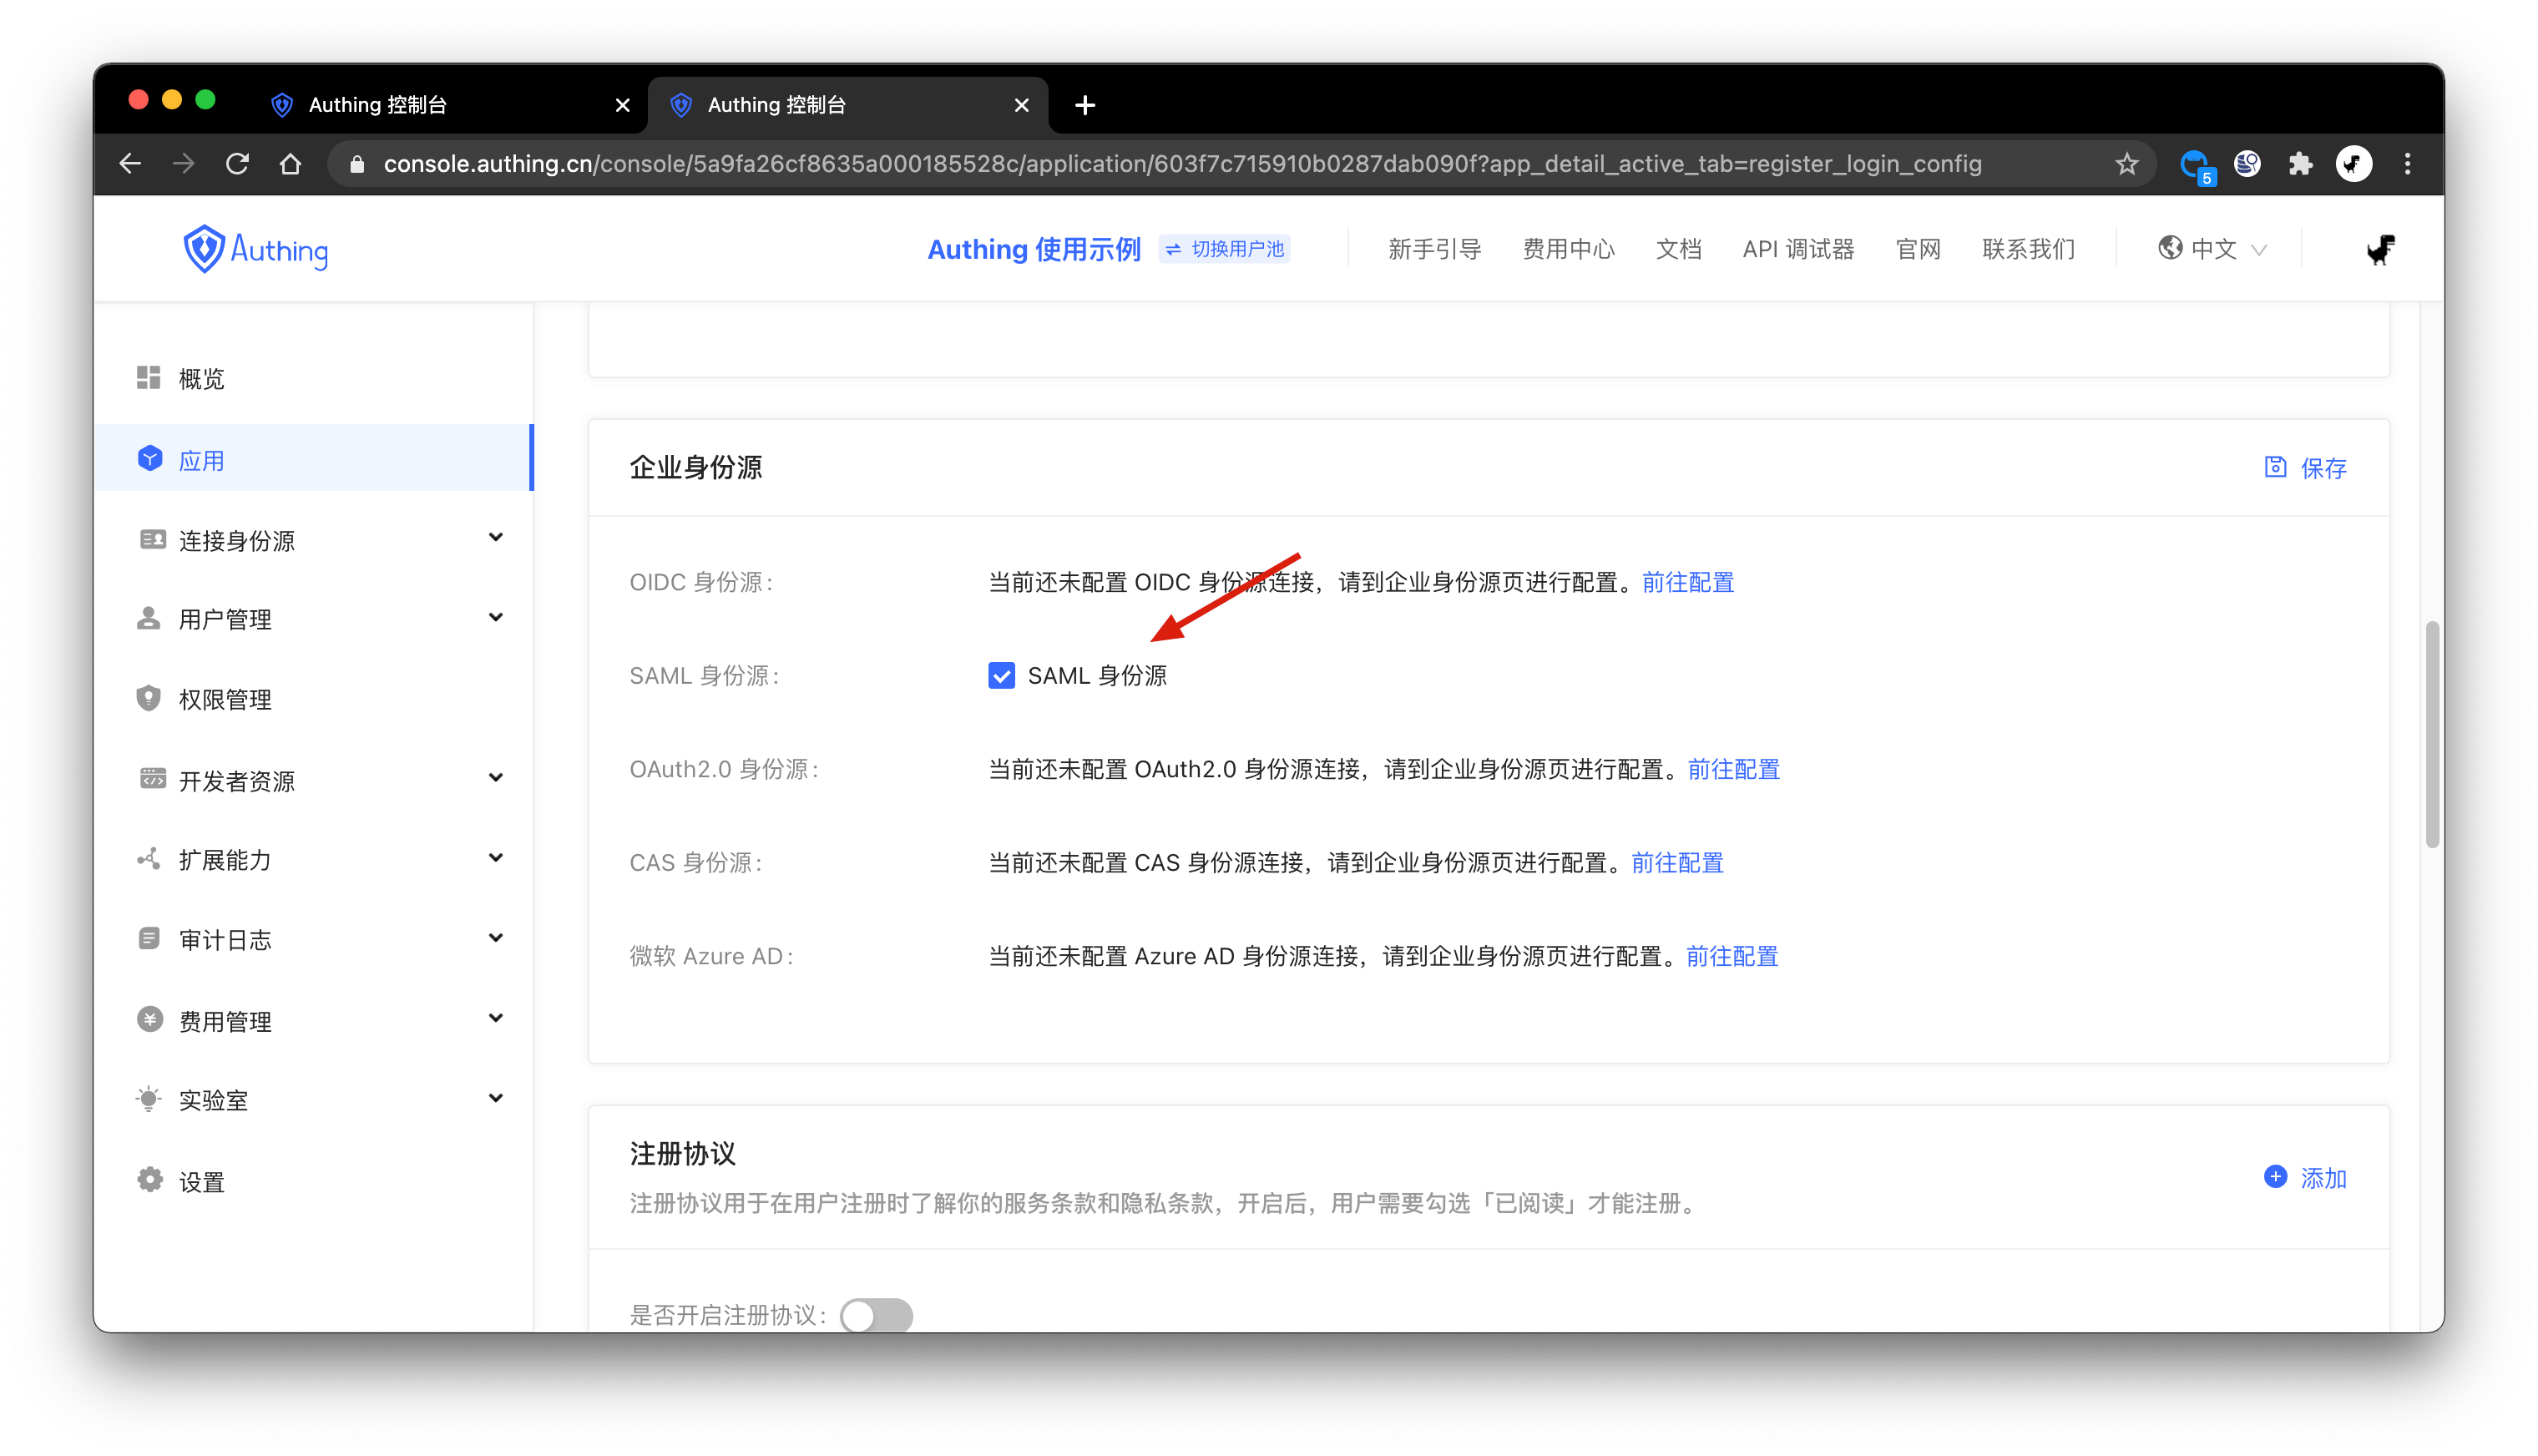 Authing 控制台
Authing 控制台
console.authing.cn/console/5a9fa26cf8635a000185528c/application/603f7c715910b0287dab090f?app_detail_active_tab=register_login_config
5
Authing
Authing 使用示例 切换用户池 新手引导 费用中心 文档 API 调试器 官网 联系我们 中文
概览
应用
连接身份源
用户管理
权限管理
开发者资源
扩展能力
审计日志
费用管理
实验室
设置
企业身份源 保存
OIDC 身份源: 当前还未配置 OIDC 身份源连接，请到企业身份源页进行配置。前往配置
SAML 身份源: SAML 身份源
OAuth2.0 身份源: 当前还未配置 OAuth2.0 身份源连接，请到企业身份源页进行配置。前往配置
CAS 身份源: 当前还未配置 CAS 身份源连接，请到企业身份源页进行配置。前往配置
微软 Azure AD: 当前还未配置 Azure AD 身份源连接，请到企业身份源页进行配置。前往配置
注册协议
添加
注册协议用于在用户注册时了解你的服务条款和隐私条款，开启后，用户需要勾选「已阅读」才能注册。
是否开启注册协议: